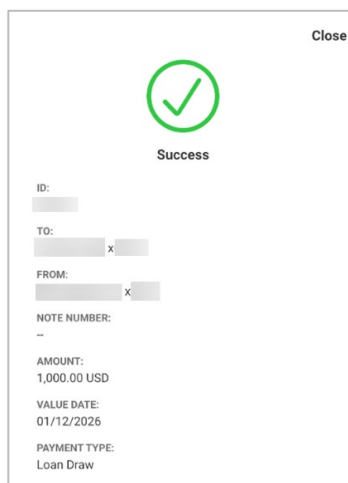 Close
Success
ID:
TO:
x
FROM:
x
NOTE NUMBER:
--
AMOUNT:
1,000.00 USD
VALUE DATE:
01/12/2026
PAYMENT TYPE:
Loan Draw